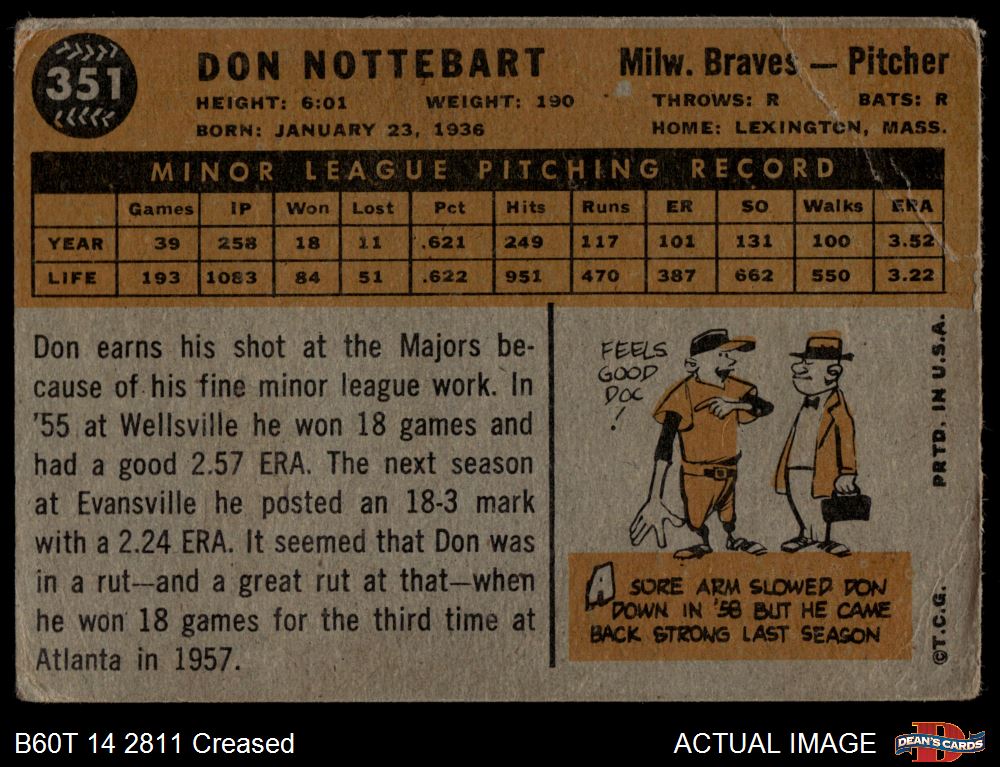 351
DON NOTTEBART
Milw. Braves — Pitcher
HEIGHT: 6:01 WEIGHT: 190 THROWS: R BATS: R
BORN: JANUARY 23, 1936 HOME: LEXINGTON, MASS.
MINOR LEAGUE PITCHING RECORD
Games IP Won Lost Pct Hits Runs ER SO Walks ERA
YEAR 39 258 18 11 .621 249 117 101 131 100 3.52
LIFE 193 1083 84 51 .622 951 470 387 662 550 3.22
Don earns his shot at the Majors be-
cause of his fine minor league work. In
'55 at Wellsville he won 18 games and
had a good 2.57 ERA. The next season
at Evansville he posted an 18-3 mark
with a 2.24 ERA. It seemed that Don was
in a rut—and a great rut at that—when
he won 18 games for the third time at
Atlanta in 1957.
FEELS
GOOD
DOC
!
A SORE ARM SLOWED DON
DOWN IN '58 BUT HE CAME
BACK STRONG LAST SEASON
©T.C.G. PRTD. IN U.S.A.
B60T 14 2811 Creased
ACTUAL IMAGE
D
DEAN'S CARDS